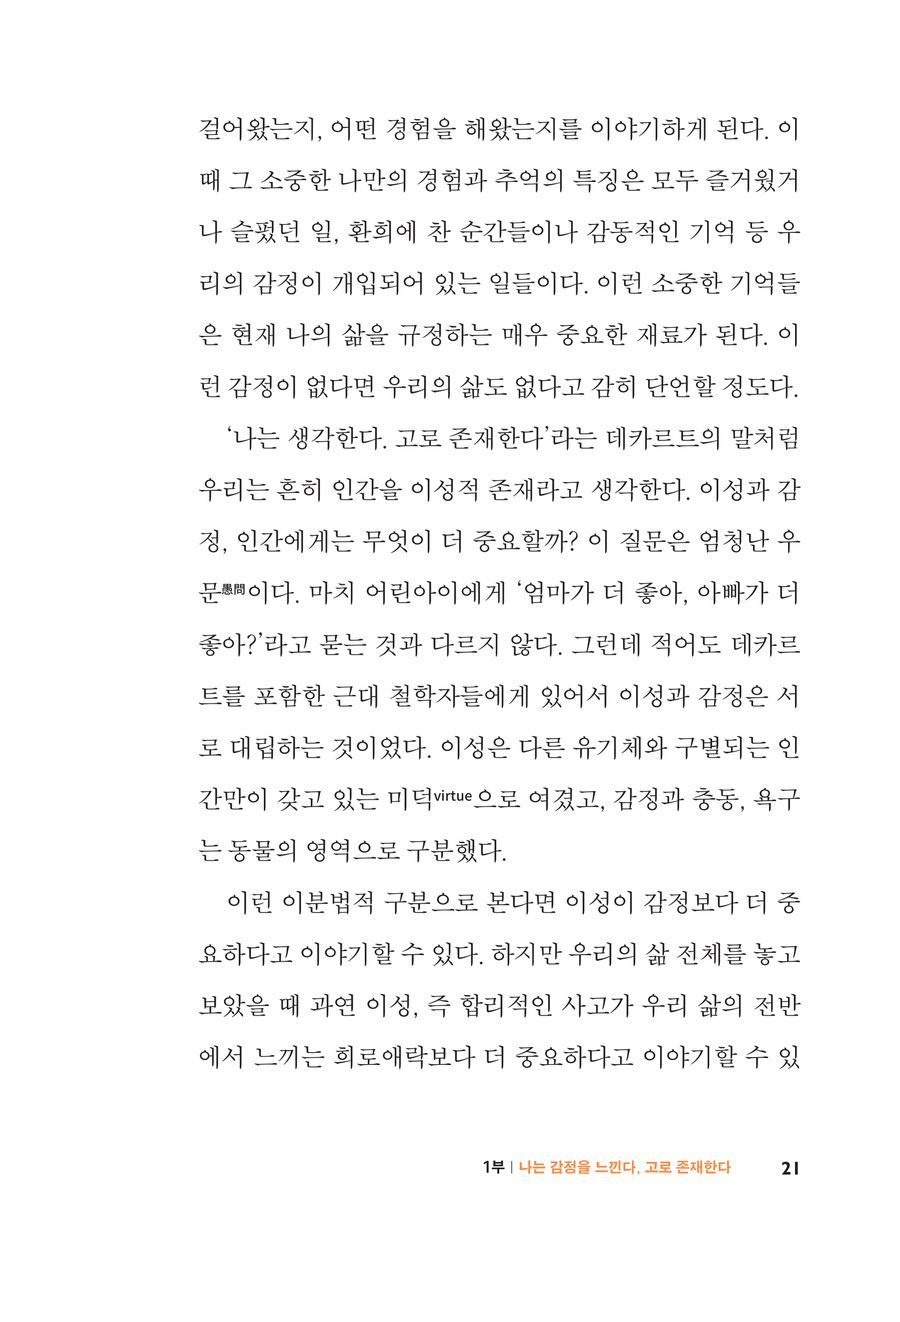 걸어왔는지, 어떤 경험을 해왔는지를 이야기하게 된다. 이
때 그 소중한 나만의 경험과 추억의 특징은 모두 즐거웠거
나 슬펐던 일, 환희에 찬 순간들이나 감동적인 기억 등 우
리의 감정이 개입되어 있는 일들이다. 이런 소중한 기억들
은 현재 나의 삶을 규정하는 매우 중요한 재료가 된다. 이
런 감정이 없다면 우리의 삶도 없다고 감히 단언할 정도다.
‘나는 생각한다. 고로 존재한다’라는 데카르트의 말처럼
우리는 흔히 인간을 이성적 존재라고 생각한다. 이성과 감
정, 인간에게는 무엇이 더 중요할까? 이 질문은 엄청난 우
문愚問이다. 마치 어린아이에게 ‘엄마가 더 좋아, 아빠가 더
좋아?’라고 묻는 것과 다르지 않다. 그런데 적어도 데카르
트를 포함한 근대 철학자들에게 있어서 이성과 감정은 서
로 대립하는 것이었다. 이성은 다른 유기체와 구별되는 인
간만이 갖고 있는 미덕virtue으로 여겼고, 감정과 충동, 욕구
는 동물의 영역으로 구분했다.
이런 이분법적 구분으로 본다면 이성이 감정보다 더 중
요하다고 이야기할 수 있다. 하지만 우리의 삶 전체를 놓고
보았을 때 과연 이성, 즉 합리적인 사고가 우리 삶의 전반
에서 느끼는 희로애락보다 더 중요하다고 이야기할 수 있
1부 | 나는 감정을 느낀다, 고로 존재한다 21